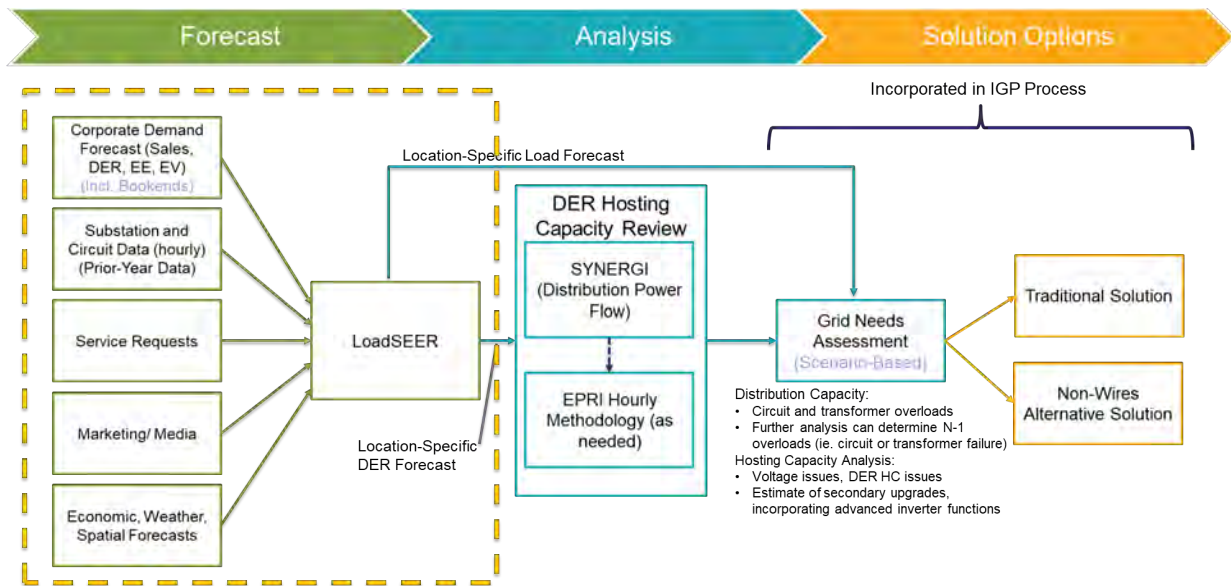 Forecast
Analysis
Solution Options
Incorporated in IGP Process
Corporate Demand
Forecast (Sales,
DER, EE, EV)
(Incl. Bookends)
Substation and
Circuit Data (hourly)
(Prior-Year Data)
Service Requests
Marketing/ Media
Economic, Weather,
Spatial Forecasts
LoadSEER
Location-Specific Load Forecast
Location-Specific
DER Forecast
DER Hosting
Capacity Review
SYNERGI
(Distribution Power
Flow)
EPRI Hourly
Methodology (as
needed)
Grid Needs
Assessment
(Scenario-Based)
Distribution Capacity:
• Circuit and transformer overloads
• Further analysis can determine N-1
overloads (ie. circuit or transformer failure)
Hosting Capacity Analysis:
• Voltage issues, DER HC issues
• Estimate of secondary upgrades,
incorporating advanced inverter functions
Traditional Solution
Non-Wires
Alternative Solution